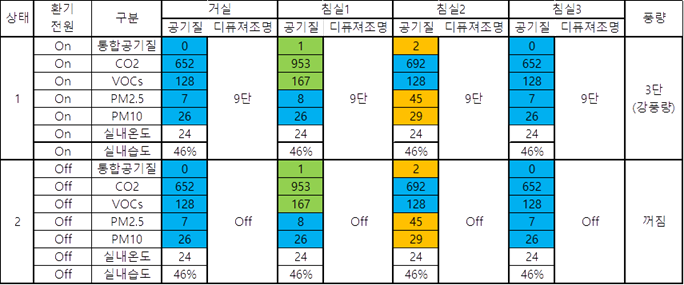 상태 환기 전원 구분 거실 침실1 침실2 침실3 풍량
공기질 디퓨져조명 공기질 디퓨져조명 공기질 디퓨져조명 공기질 디퓨져조명
On 통합공기질 0 1 2 0
On CO2 652 953 692 652
On VOCs 128 167 128 128
1 On PM2.5 7 9단 8 9단 45 9단 7 9단 3단 (강풍량)
On PM10 26 26 29 26
On 실내온도 24 24 24 24
On 실내습도 46% 46% 46% 46%
Off 통합공기질 0 1 2 0
Off CO2 652 953 692 652
Off VOCs 128 167 128 128
2 Off PM2.5 7 Off 8 Off 45 Off 7 Off 꺼짐
Off PM10 26 26 29 26
Off 실내온도 24 24 24 24
Off 실내습도 46% 46% 46% 46%